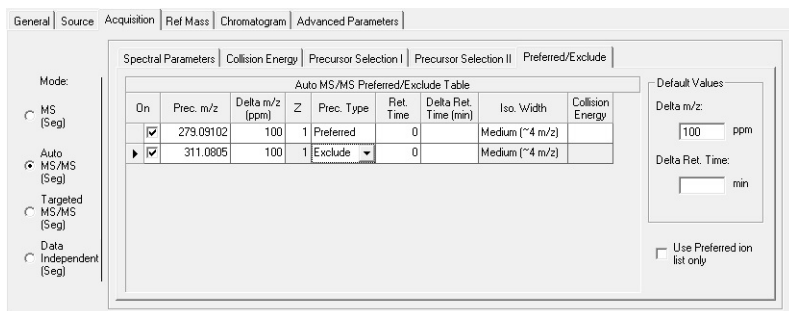 General Source Acquisition Ref Mass Chromatogram Advanced Parameters
Spectral Parameters Collision Energy Precursor Selection I Precursor Selection II Preferred/Exclude
Mode:
MS
(Seg)
Auto
MS/MS
(Seg)
Targeted
MS/MS
(Seg)
Data
Independent
(Seg)
Auto MS/MS Preferred/Exclude Table
On Prec. m/z Delta m/z (ppm) Z Prec. Type Ret. Time Delta Ret. Time (min) Iso. Width Collision Energy
279.09102 100 1 Preferred 0 Medium (~4 m/z)
311.0805 100 1 Exclude 0 Medium (~4 m/z)
Default Values
Delta m/z:
100 ppm
Delta Ret. Time:
min
Use Preferred ion
list only